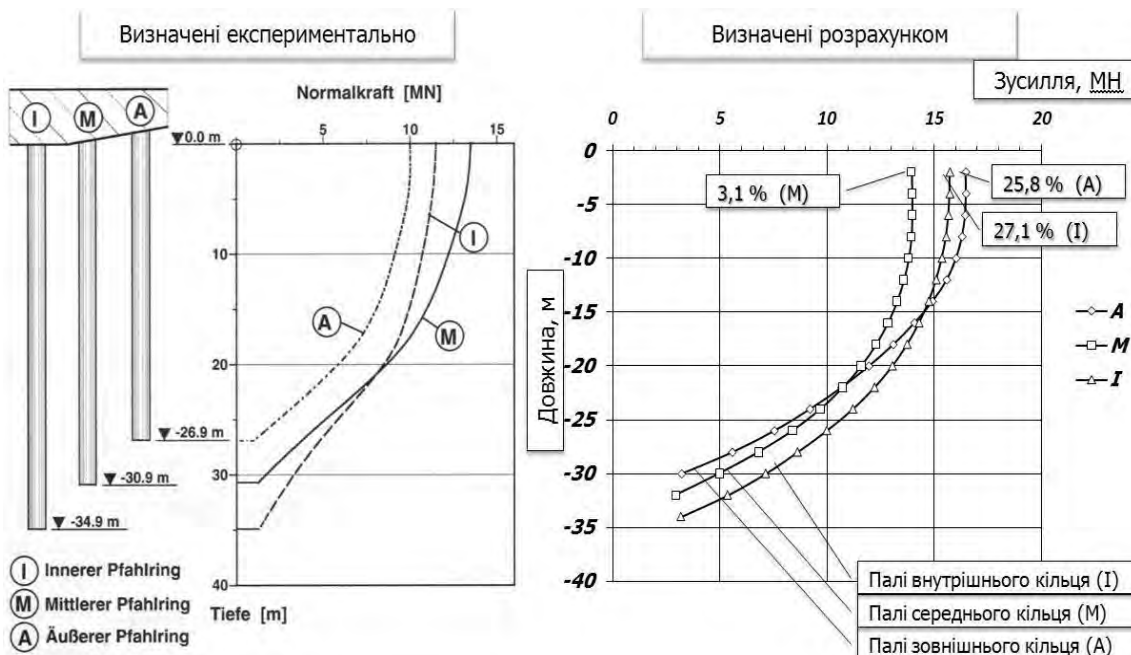 Визначені експериментально
Normalkraft [MN]
I
M
A
0.0 m
5
10
15
10
20
30
40
I
A
M
-26.9 m
-30.9 m
-34.9 m
I Innerer Pfahlring
M Mittlerer Pfahlring
A Äußerer Pfahlring
Tiefe [m]
Визначені розрахунком
Зусилля, МН
0
5
10
15
20
0
-5
-10
-15
-20
-25
-30
-35
-40
Довжина, м
3,1 % (М)
25,8 % (А)
27,1 % (І)
A
M
I
Палі внутрішнього кільця (І)
Палі середнього кільця (М)
Палі зовнішнього кільця (А)